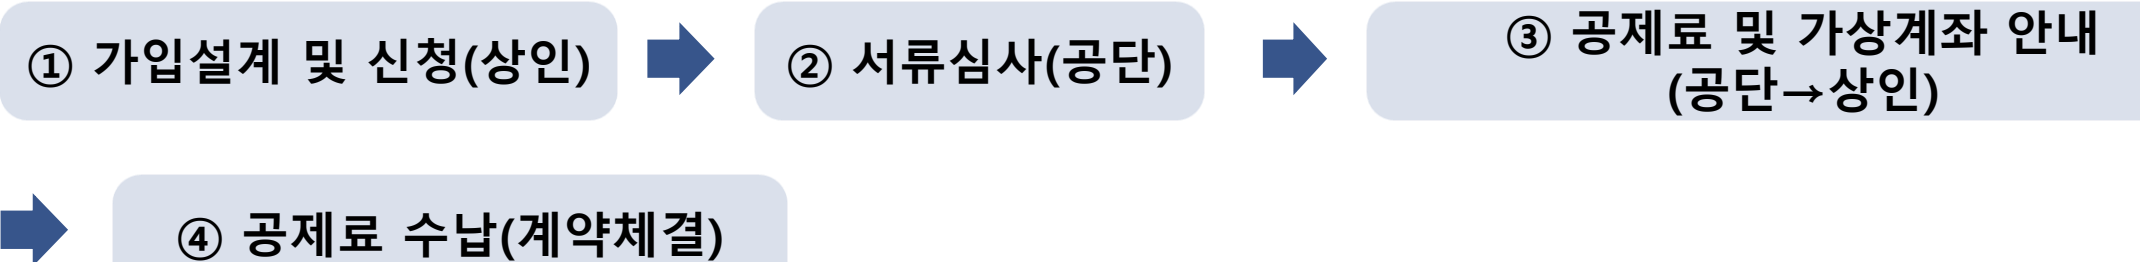 ① 가입설계 및 신청(상인)
② 서류심사(공단)
③ 공제료 및 가상계좌 안내
(공단→상인)
④ 공제료 수납(계약체결)